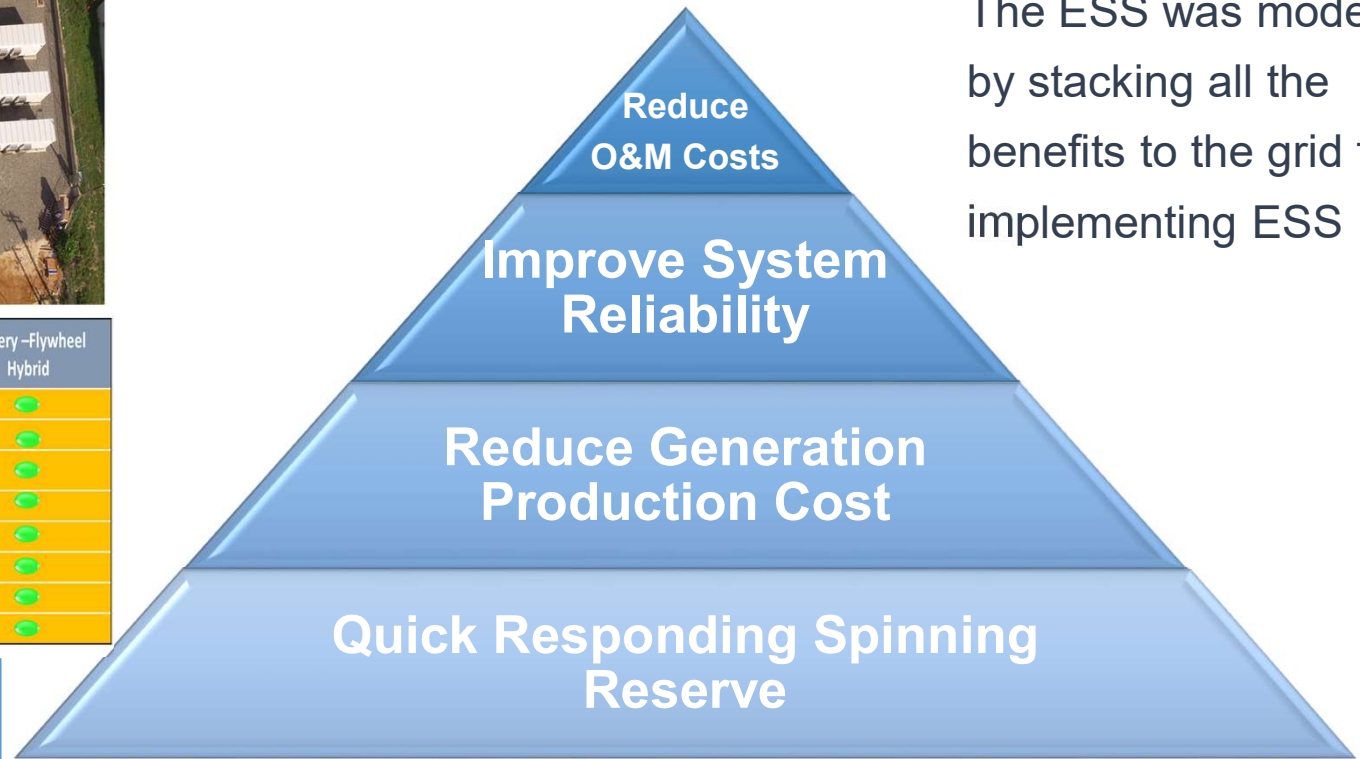 The ESS was mode
by stacking all the
benefits to the grid
implementing ESS
Reduce
O&M Costs
Improve System
Reliability
ery –Flywheel
Hybrid
Reduce Generation
Production Cost
Quick Responding Spinning
Reserve